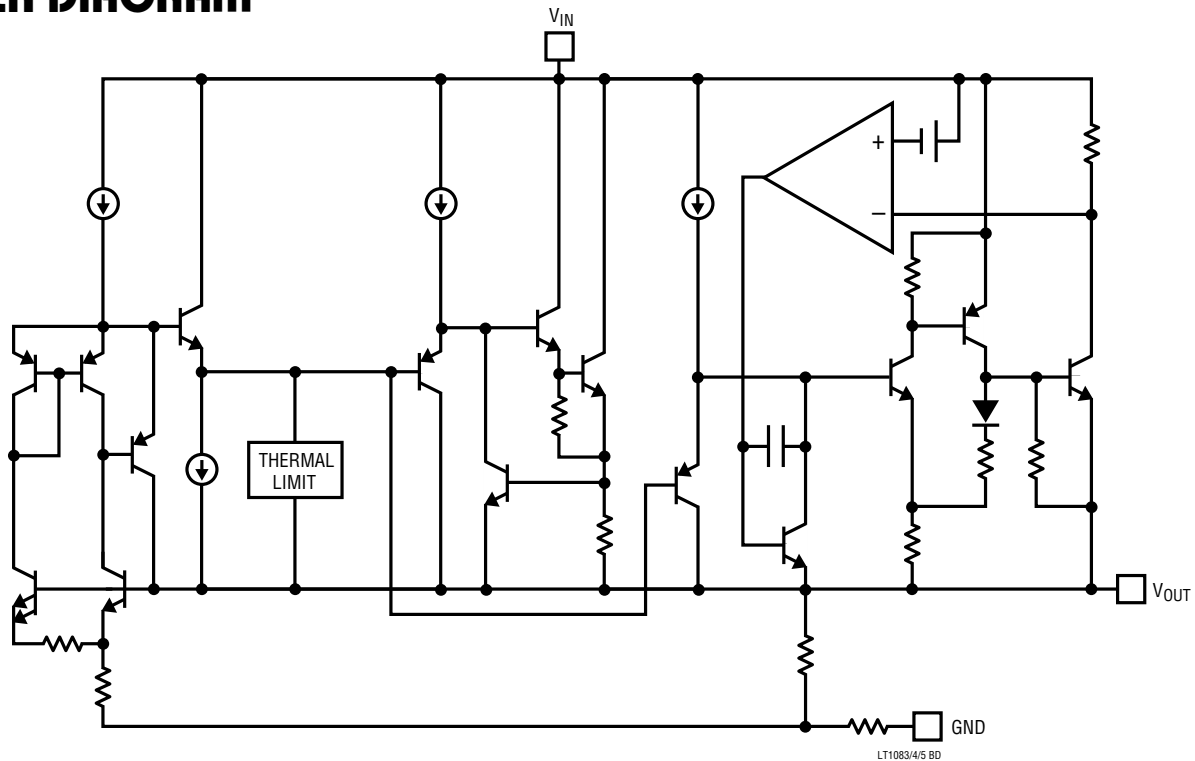 V_IN
+
−
THERMAL
LIMIT
V_OUT
GND
LT1083/4/5 BD